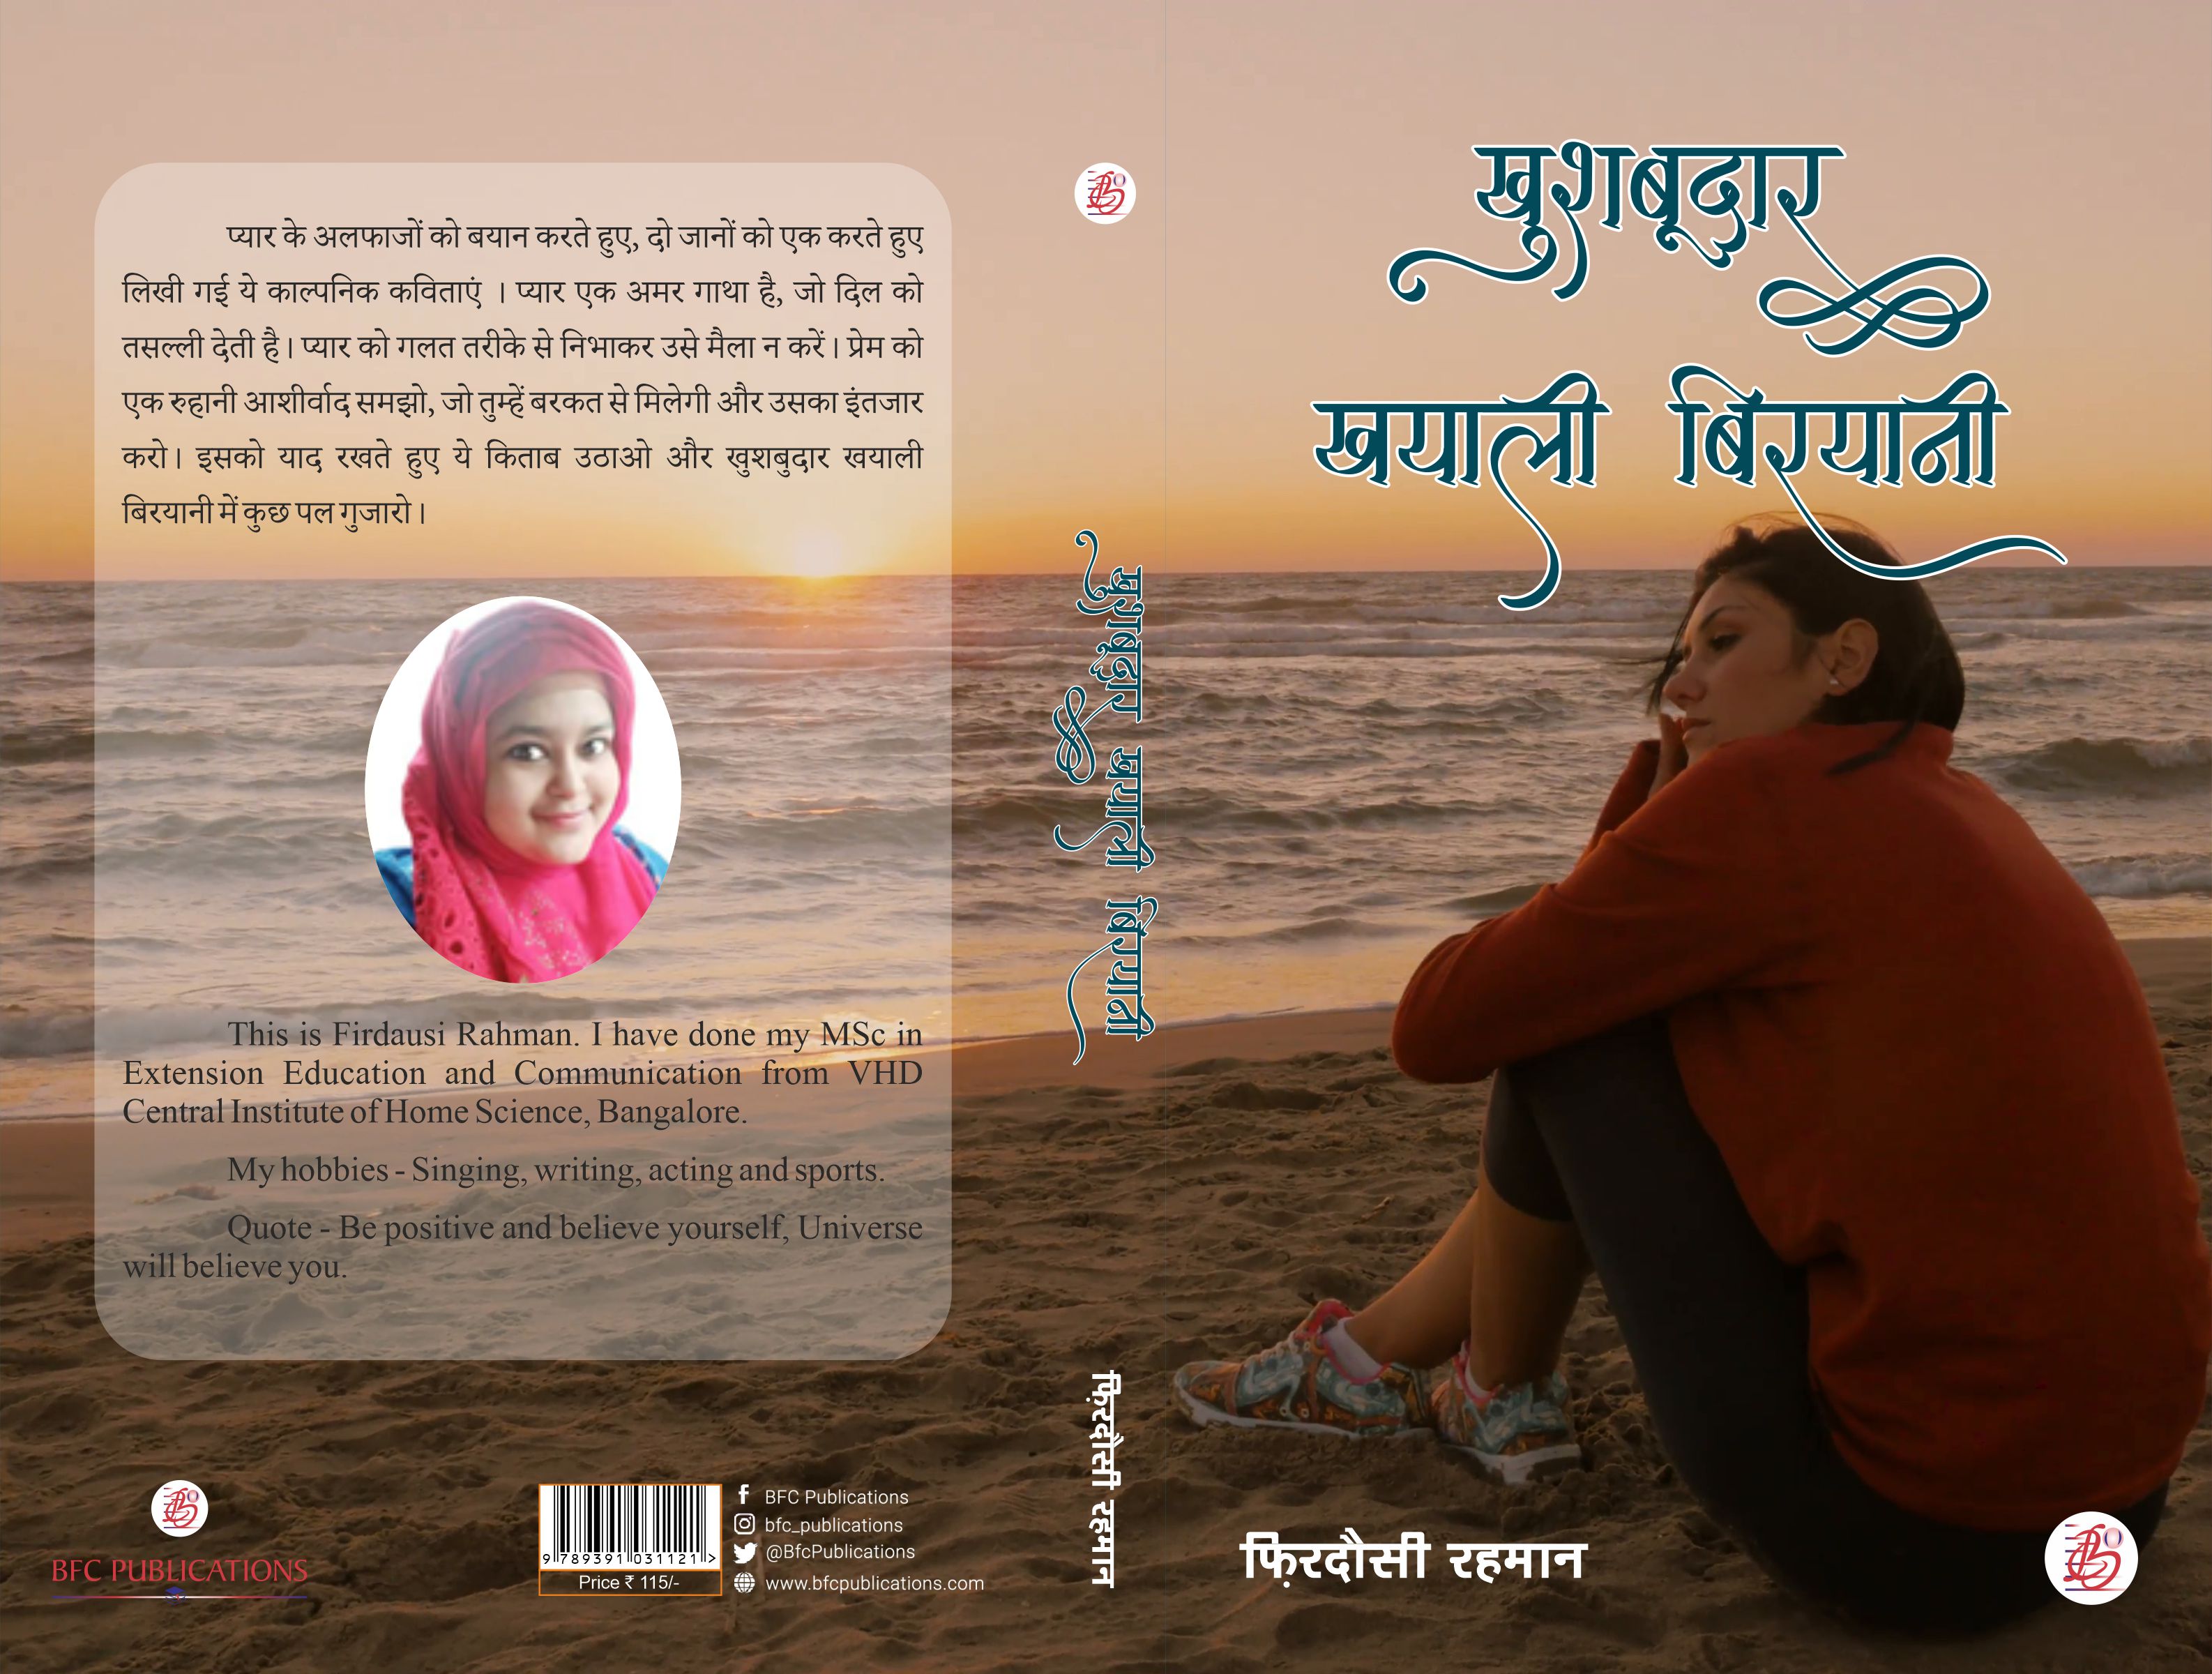 प्यार के अलफाजों को बयान करते हुए, दो जानों को एक करते हुए
लिखी गई ये काल्पनिक कविताएं । प्यार एक अमर गाथा है, जो दिल को
तसल्ली देती है। प्यार को गलत तरीके से निभाकर उसे मैला न करें। प्रेम को
एक रुहानी आशीर्वाद समझो, जो तुम्हें बरकत से मिलेगी और उसका इंतजार
करो। इसको याद रखते हुए ये किताब उठाओ और खुशबुदार खयाली
बिरयानी में कुछ पल गुजारो।
This is Firdausi Rahman. I have done my MSc in
Extension Education and Communication from VHD
Central Institute of Home Science, Bangalore.
My hobbies - Singing, writing, acting and sports.
Quote - Be positive and believe yourself, Universe
will believe you.
BFC PUBLICATIONS
9 789391 031121 >
Price ₹ 115/-
BFC Publications
bfc_publications
@BfcPublications
www.bfcpublications.com
खुशबूदार खयाली बिरयानी
फ़िरदौसी रहमान
खुशबूदार
खयाली बिरयानी
फ़िरदौसी रहमान